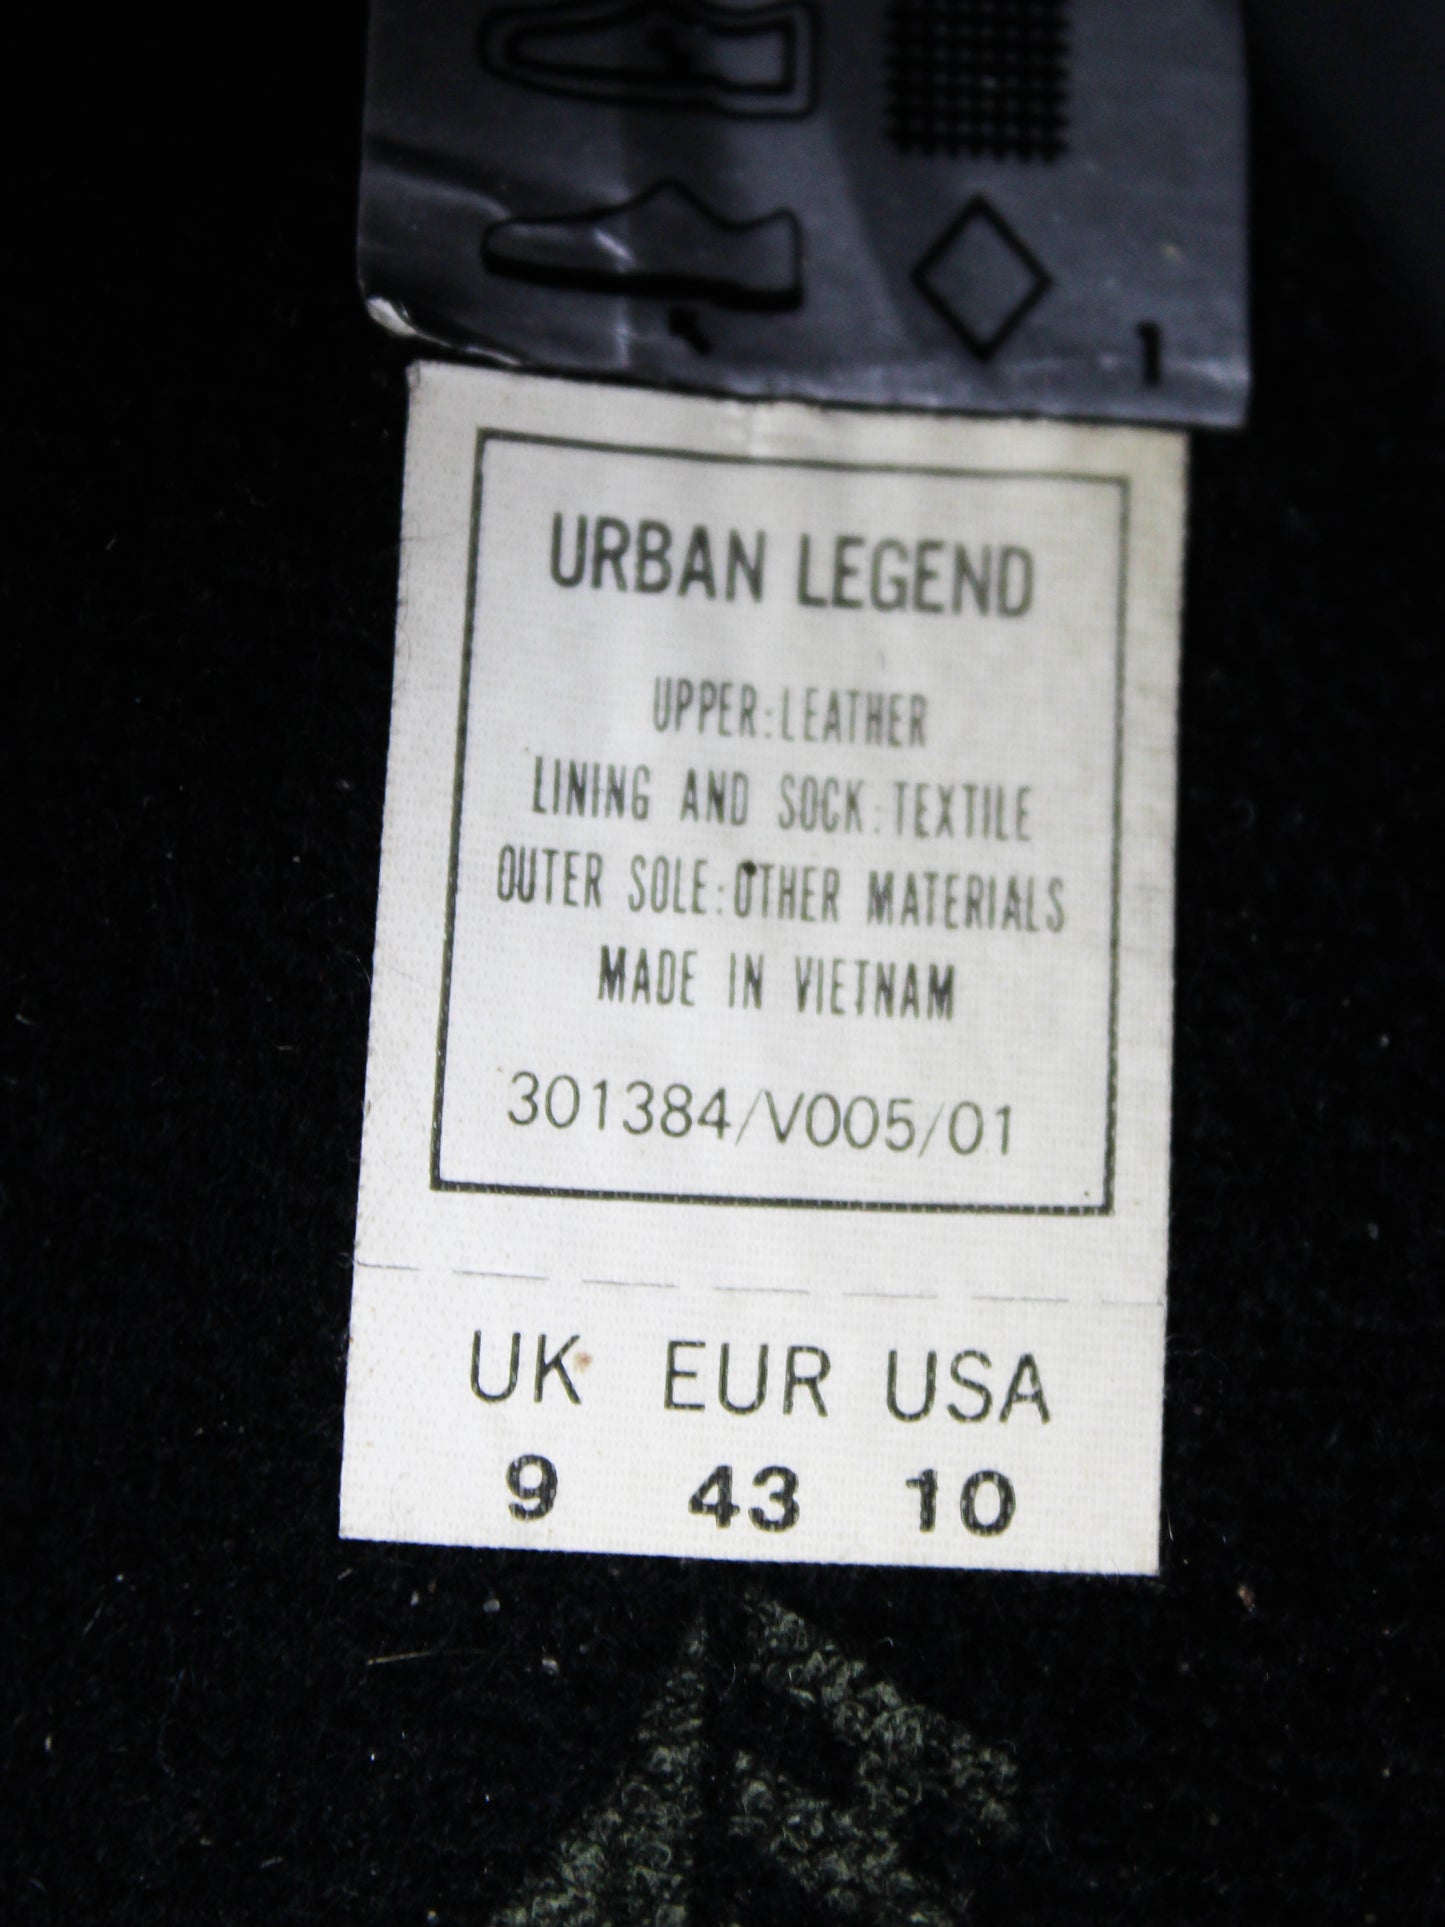 1
URBAN LEGEND
UPPER:LEATHER
LINING AND SOCK:TEXTILE
OUTER SOLE:OTHER MATERIALS
MADE IN VIETNAM
301384/V005/01
UK EUR USA
9 43 10